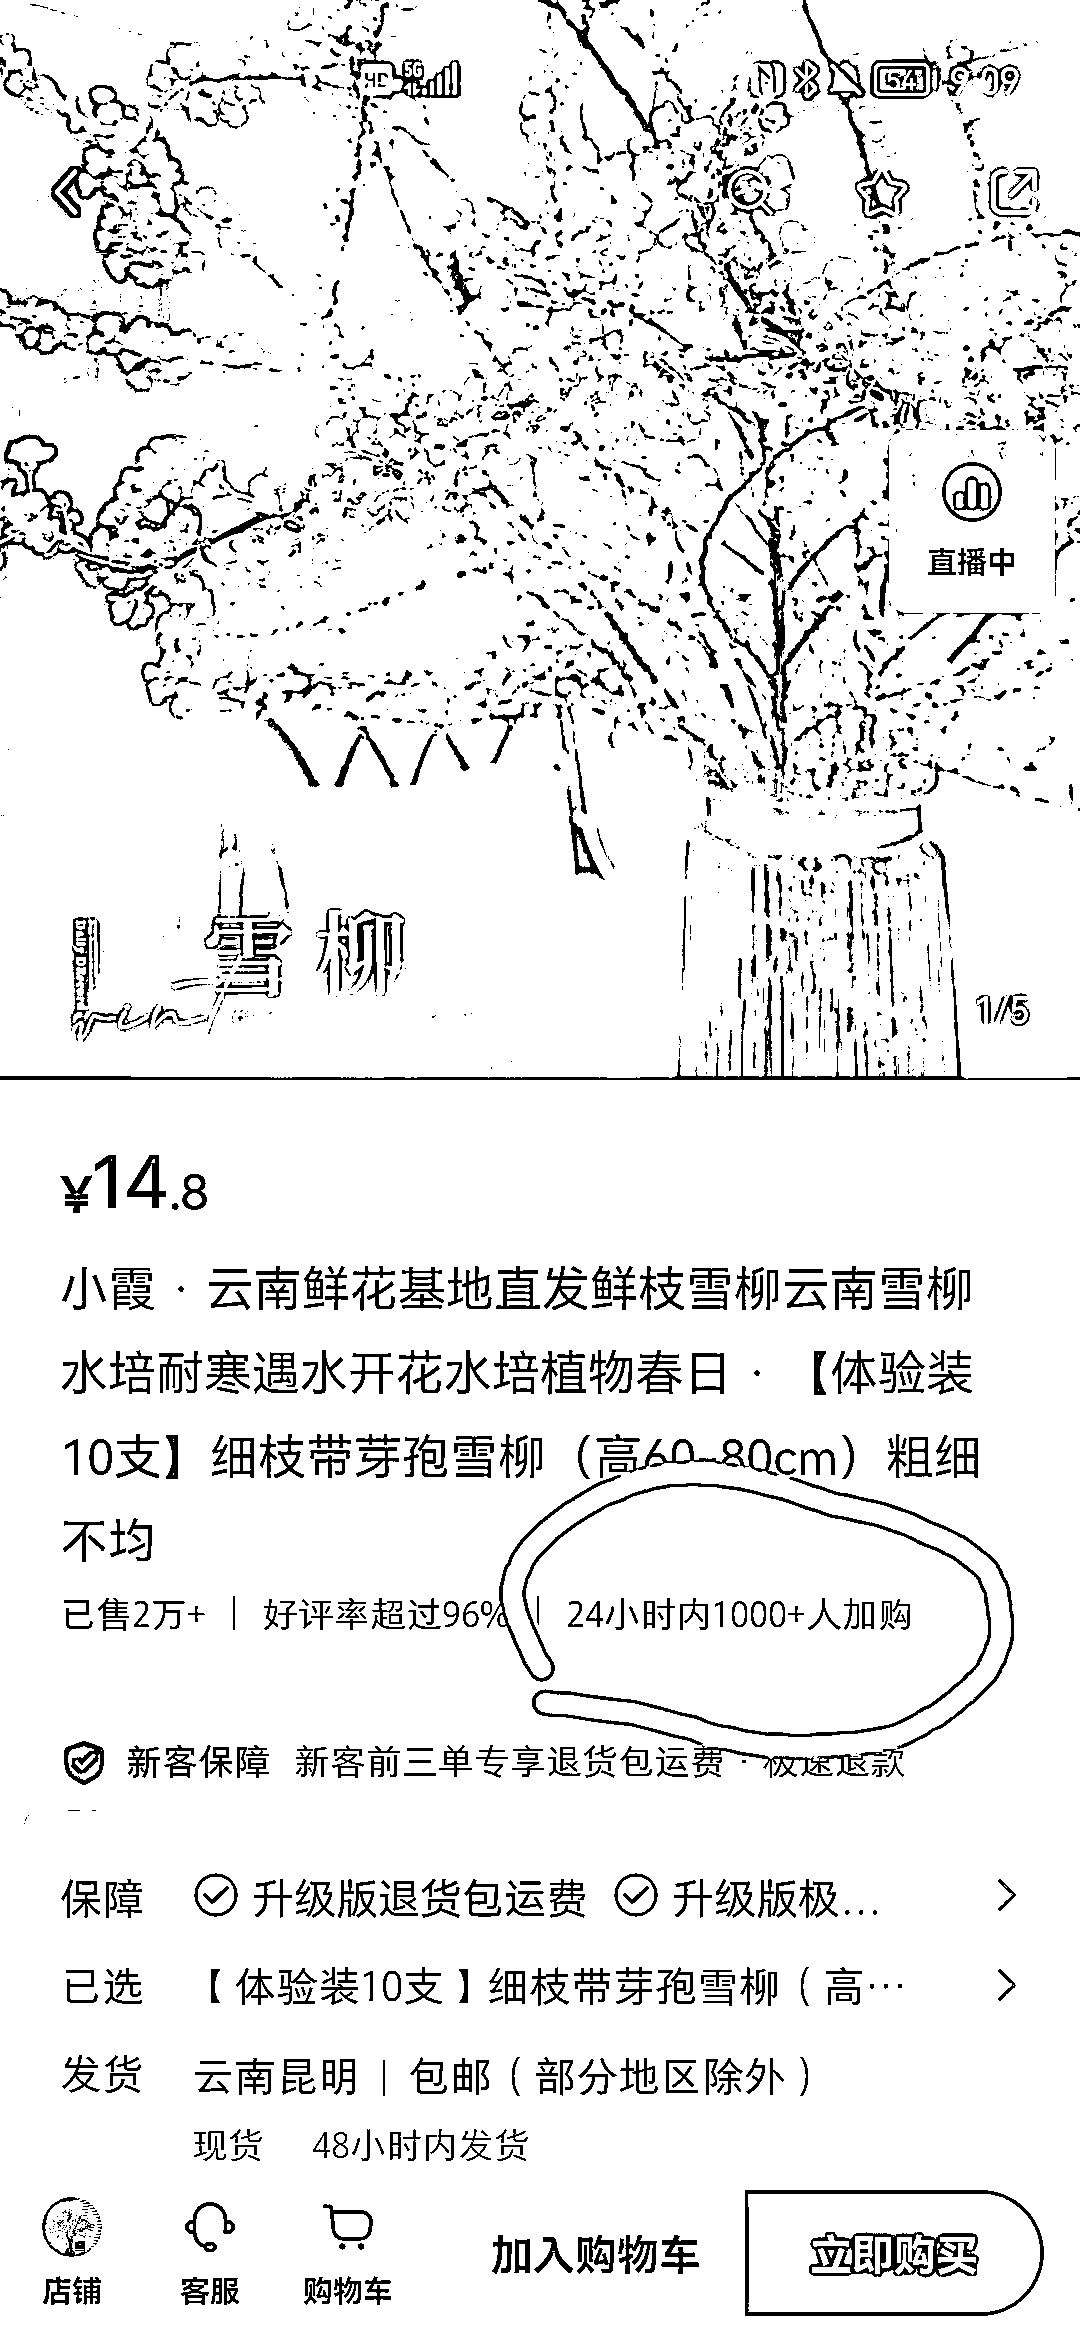 HD 5G 54 9:09
直播中
雪柳
1/5
¥14.8
小霞·云南鲜花基地直发鲜枝雪柳云南雪柳
水培耐寒遇水开花水培植物春日·【体验装
10支】细枝带芽孢雪柳（高60-80cm）粗细
不均
已售2万+ | 好评率超过96% | 24小时内1000+人加购
新客保障 新客前三单专享退货包运费·极速退款
保障 升级版退货包运费 升级版极...
已选 【体验装10支】细枝带芽孢雪柳（高...
发货 云南昆明 | 包邮（部分地区除外）
现货 48小时内发货
店铺 客服 购物车 加入购物车 立即购买